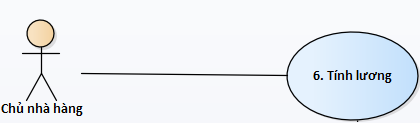 6. Tính lương
Chủ nhà hàng